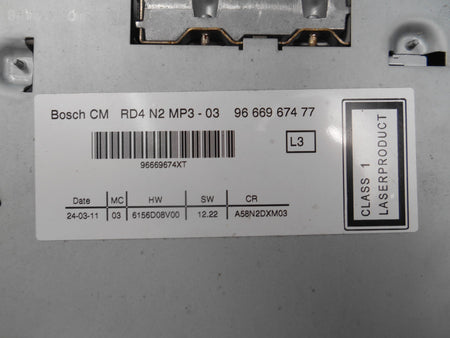 Bosch CM RD4 N2 MP3 - 03 96 669 674 77
L3
96669674XT
Date MC HW SW CR
24-03-11 03 6156D08V00 12.22 A58N2DXM03
CLASS 1
LASERPRODUCT